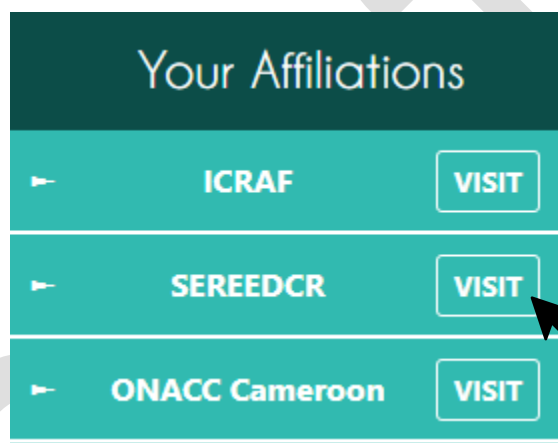 Your Affiliations
ICRAF VISIT
SEREEDCR VISIT
ONACC Cameroon VISIT